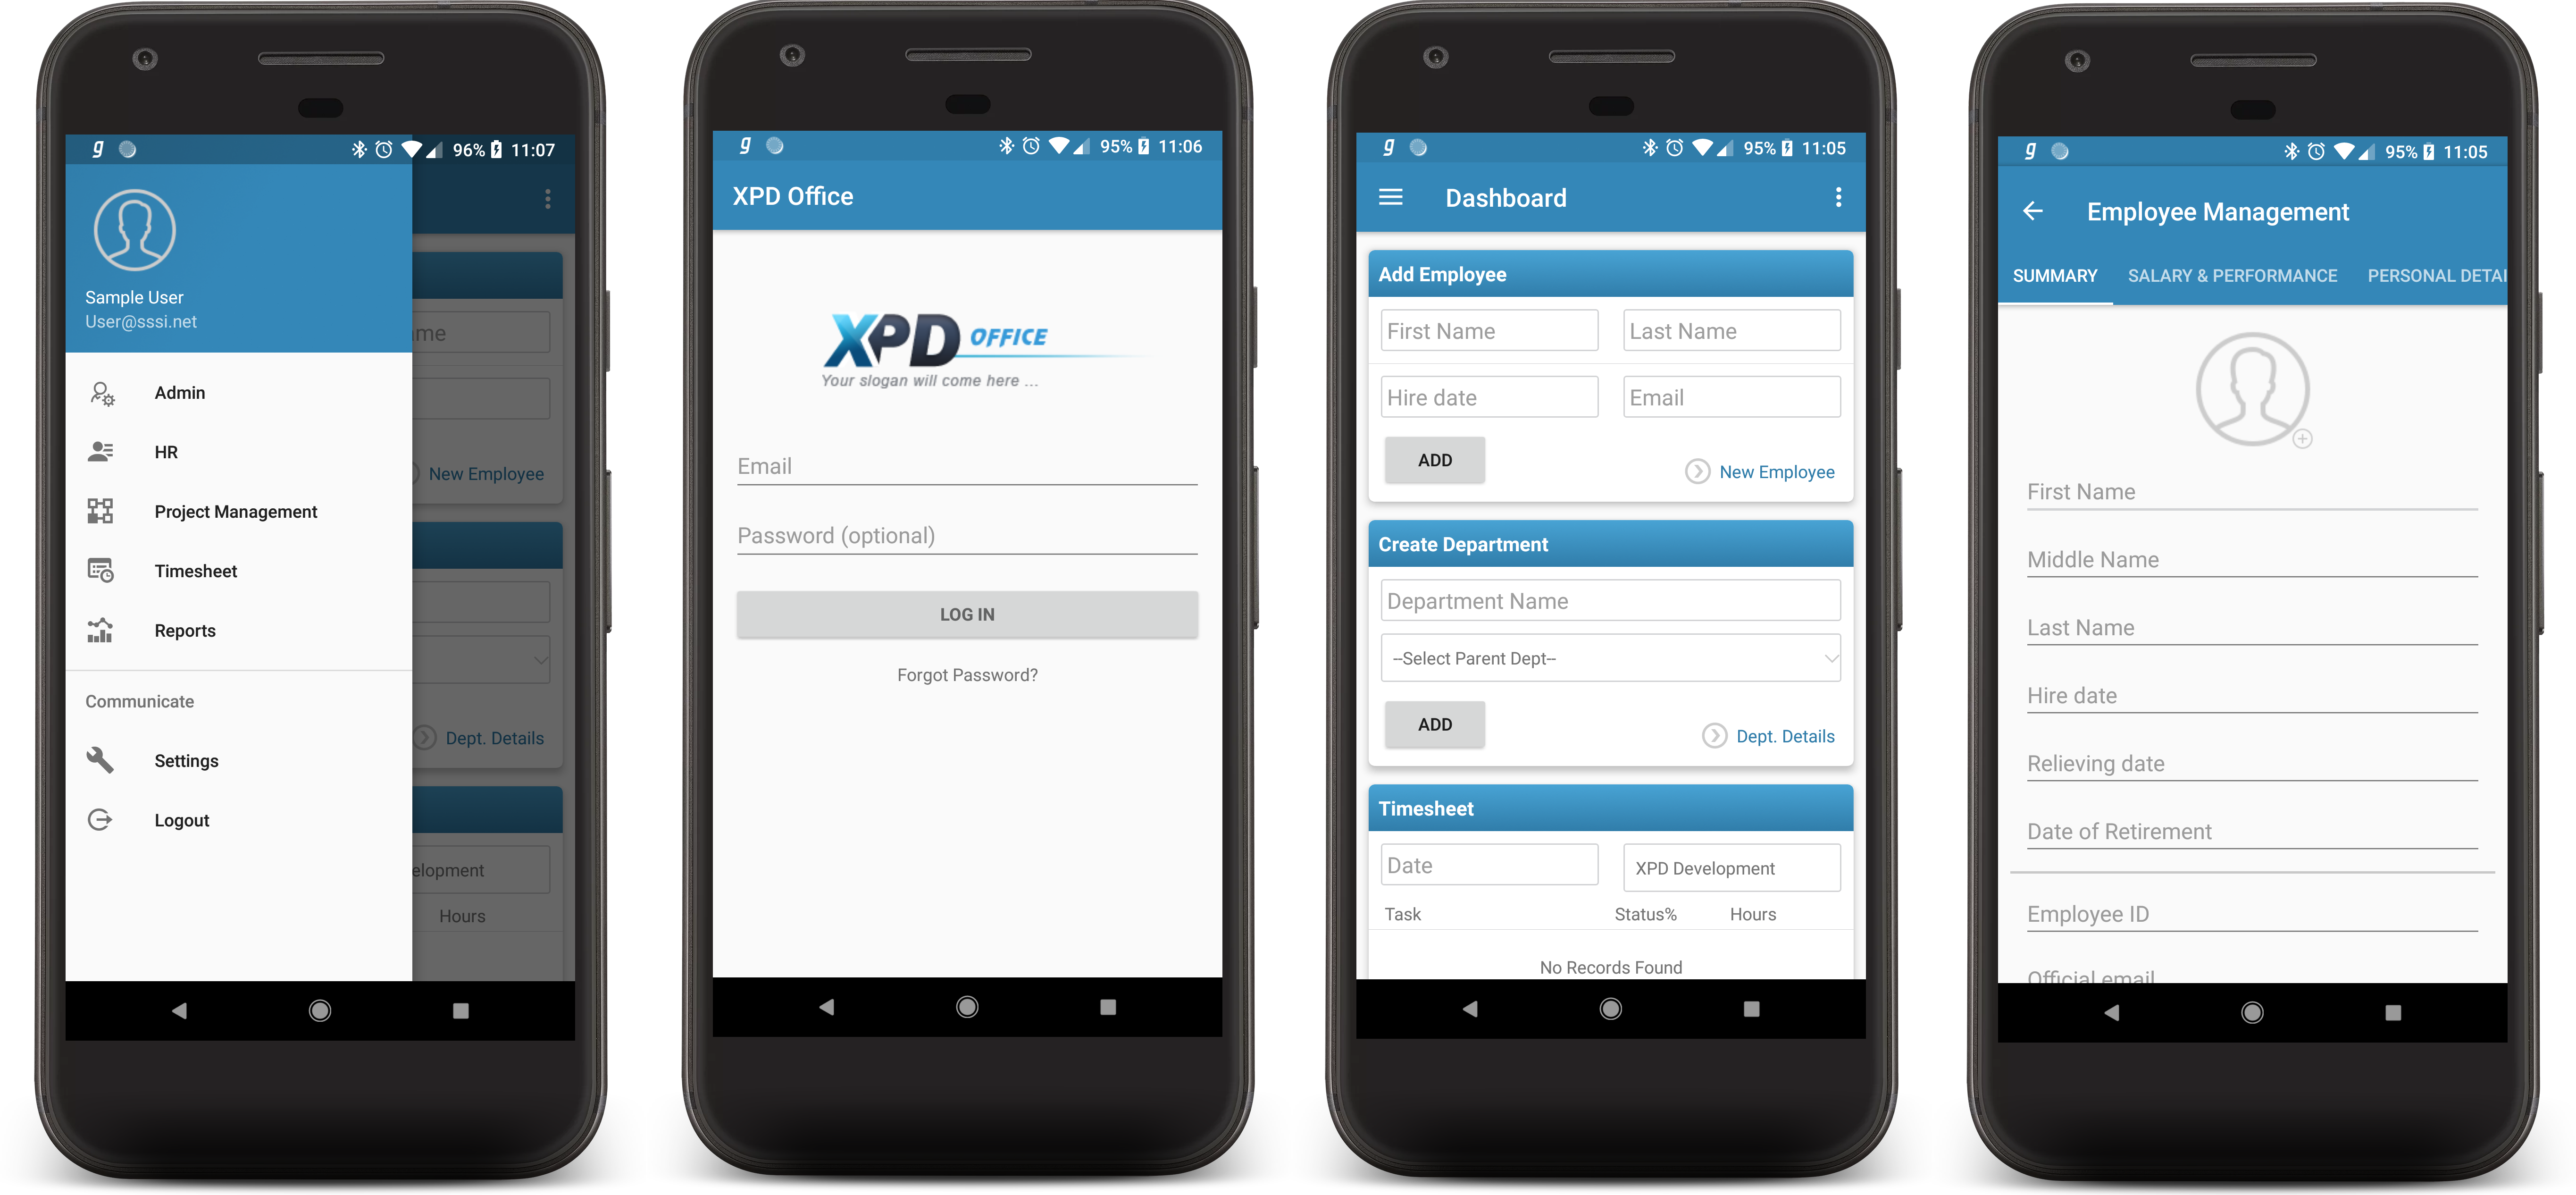 96% 11:07
Sample User
User@sssi.net
Admin
HR
Project Management
Timesheet
Reports
Communicate
Settings
Logout
ame
New Employee
Dept. Details
elopment
Hours
95% 11:06
XPD Office
XPD OFFICE
Your slogan will come here ...
Email
Password (optional)
LOG IN
Forgot Password?
95% 11:05
Dashboard
Add Employee
First Name Last Name
Hire date Email
ADD New Employee
Create Department
Department Name
--Select Parent Dept--
ADD Dept. Details
Timesheet
Date XPD Development
Task Status% Hours
No Records Found
95% 11:05
Employee Management
SUMMARY SALARY & PERFORMANCE PERSONAL DETAI
First Name
Middle Name
Last Name
Hire date
Relieving date
Date of Retirement
Employee ID
Official email